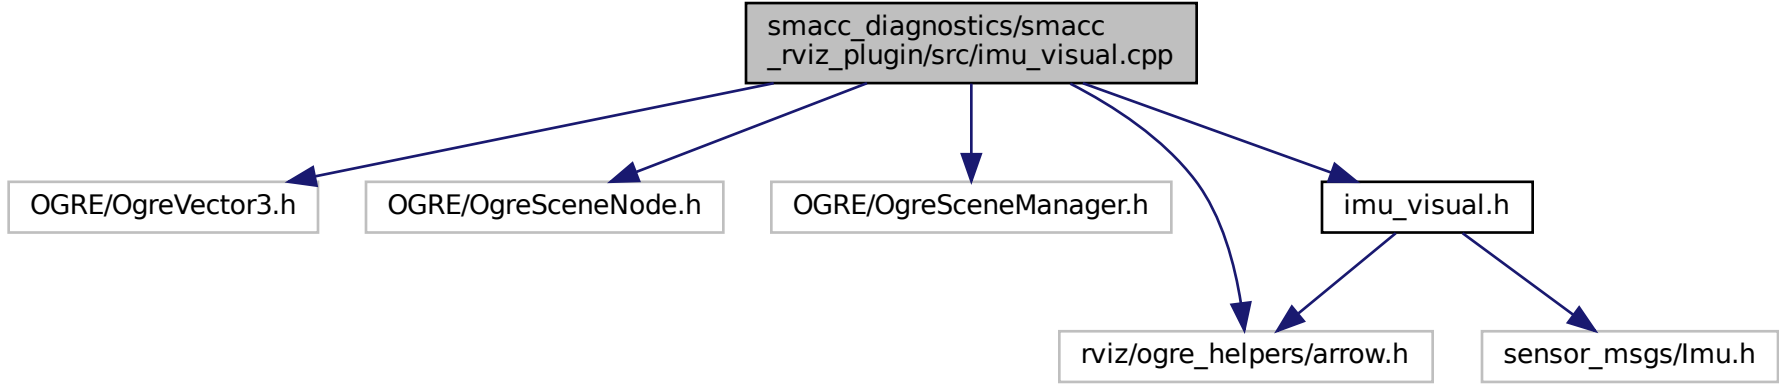 smacc_diagnostics/smacc
_rviz_plugin/src/imu_visual.cpp
OGRE/OgreVector3.h
OGRE/OgreSceneNode.h
OGRE/OgreSceneManager.h
imu_visual.h
rviz/ogre_helpers/arrow.h
sensor_msgs/Imu.h